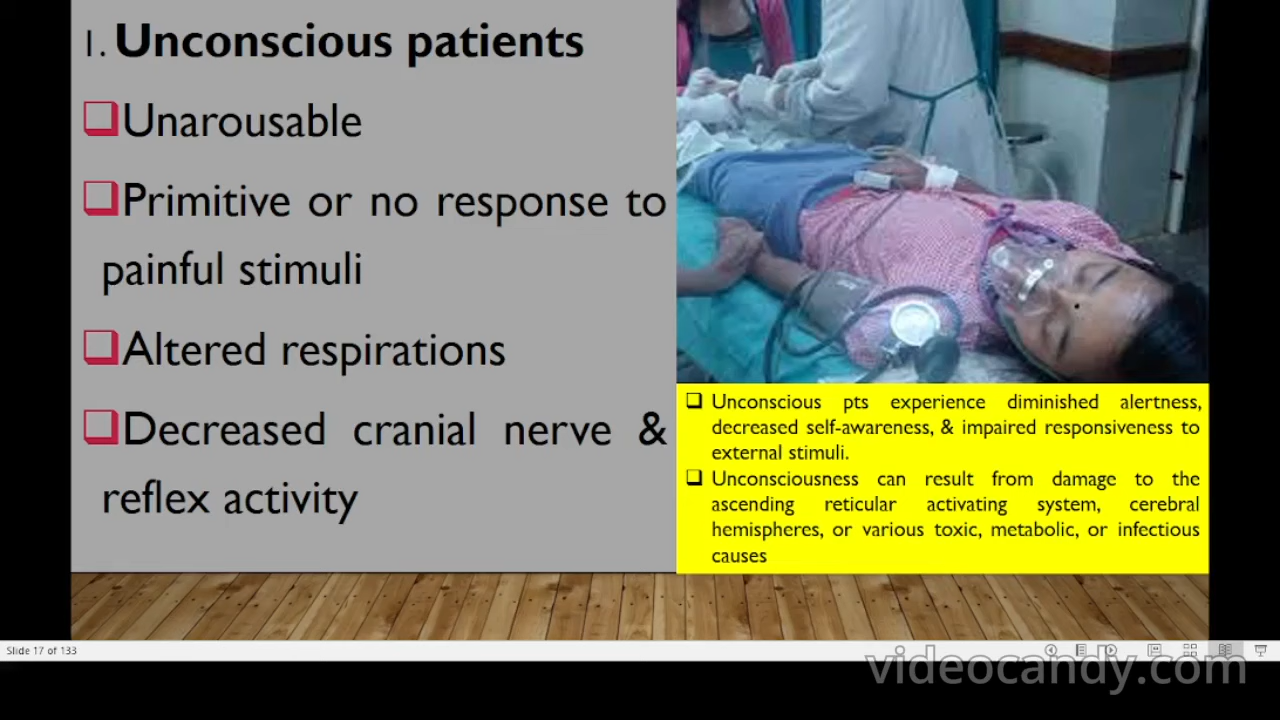 1. Unconscious patients
❑Unarousable
❑Primitive or no response to
painful stimuli
❑Altered respirations
❑Decreased cranial nerve &
reflex activity
❑ Unconscious pts experience diminished alertness,
decreased self-awareness, & impaired responsiveness to
external stimuli.
❑ Unconsciousness can result from damage to the
ascending reticular activating system, cerebral
hemispheres, or various toxic, metabolic, or infectious
causes
Slide 17 of 133
videocandy.com